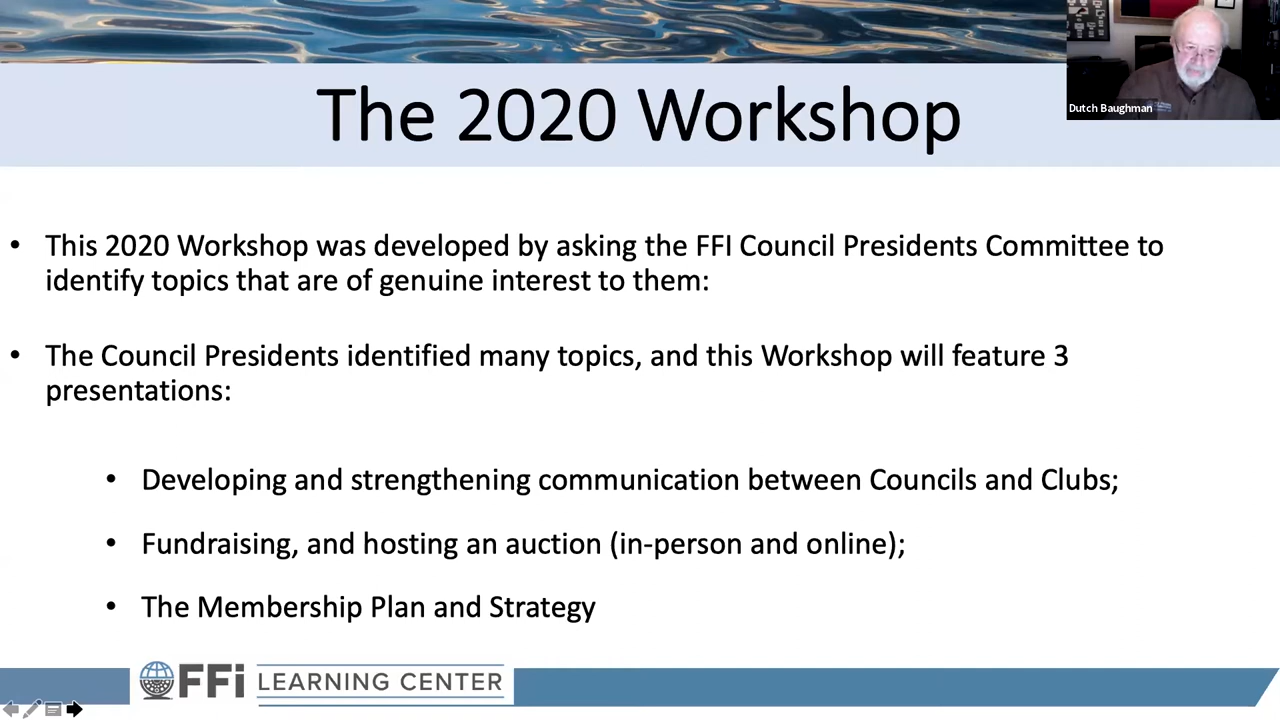 The 2020 Workshop
Dutch Baughman
• This 2020 Workshop was developed by asking the FFI Council Presidents Committee to
identify topics that are of genuine interest to them:
• The Council Presidents identified many topics, and this Workshop will feature 3
presentations:
• Developing and strengthening communication between Councils and Clubs;
• Fundraising, and hosting an auction (in-person and online);
• The Membership Plan and Strategy
FFi LEARNING CENTER